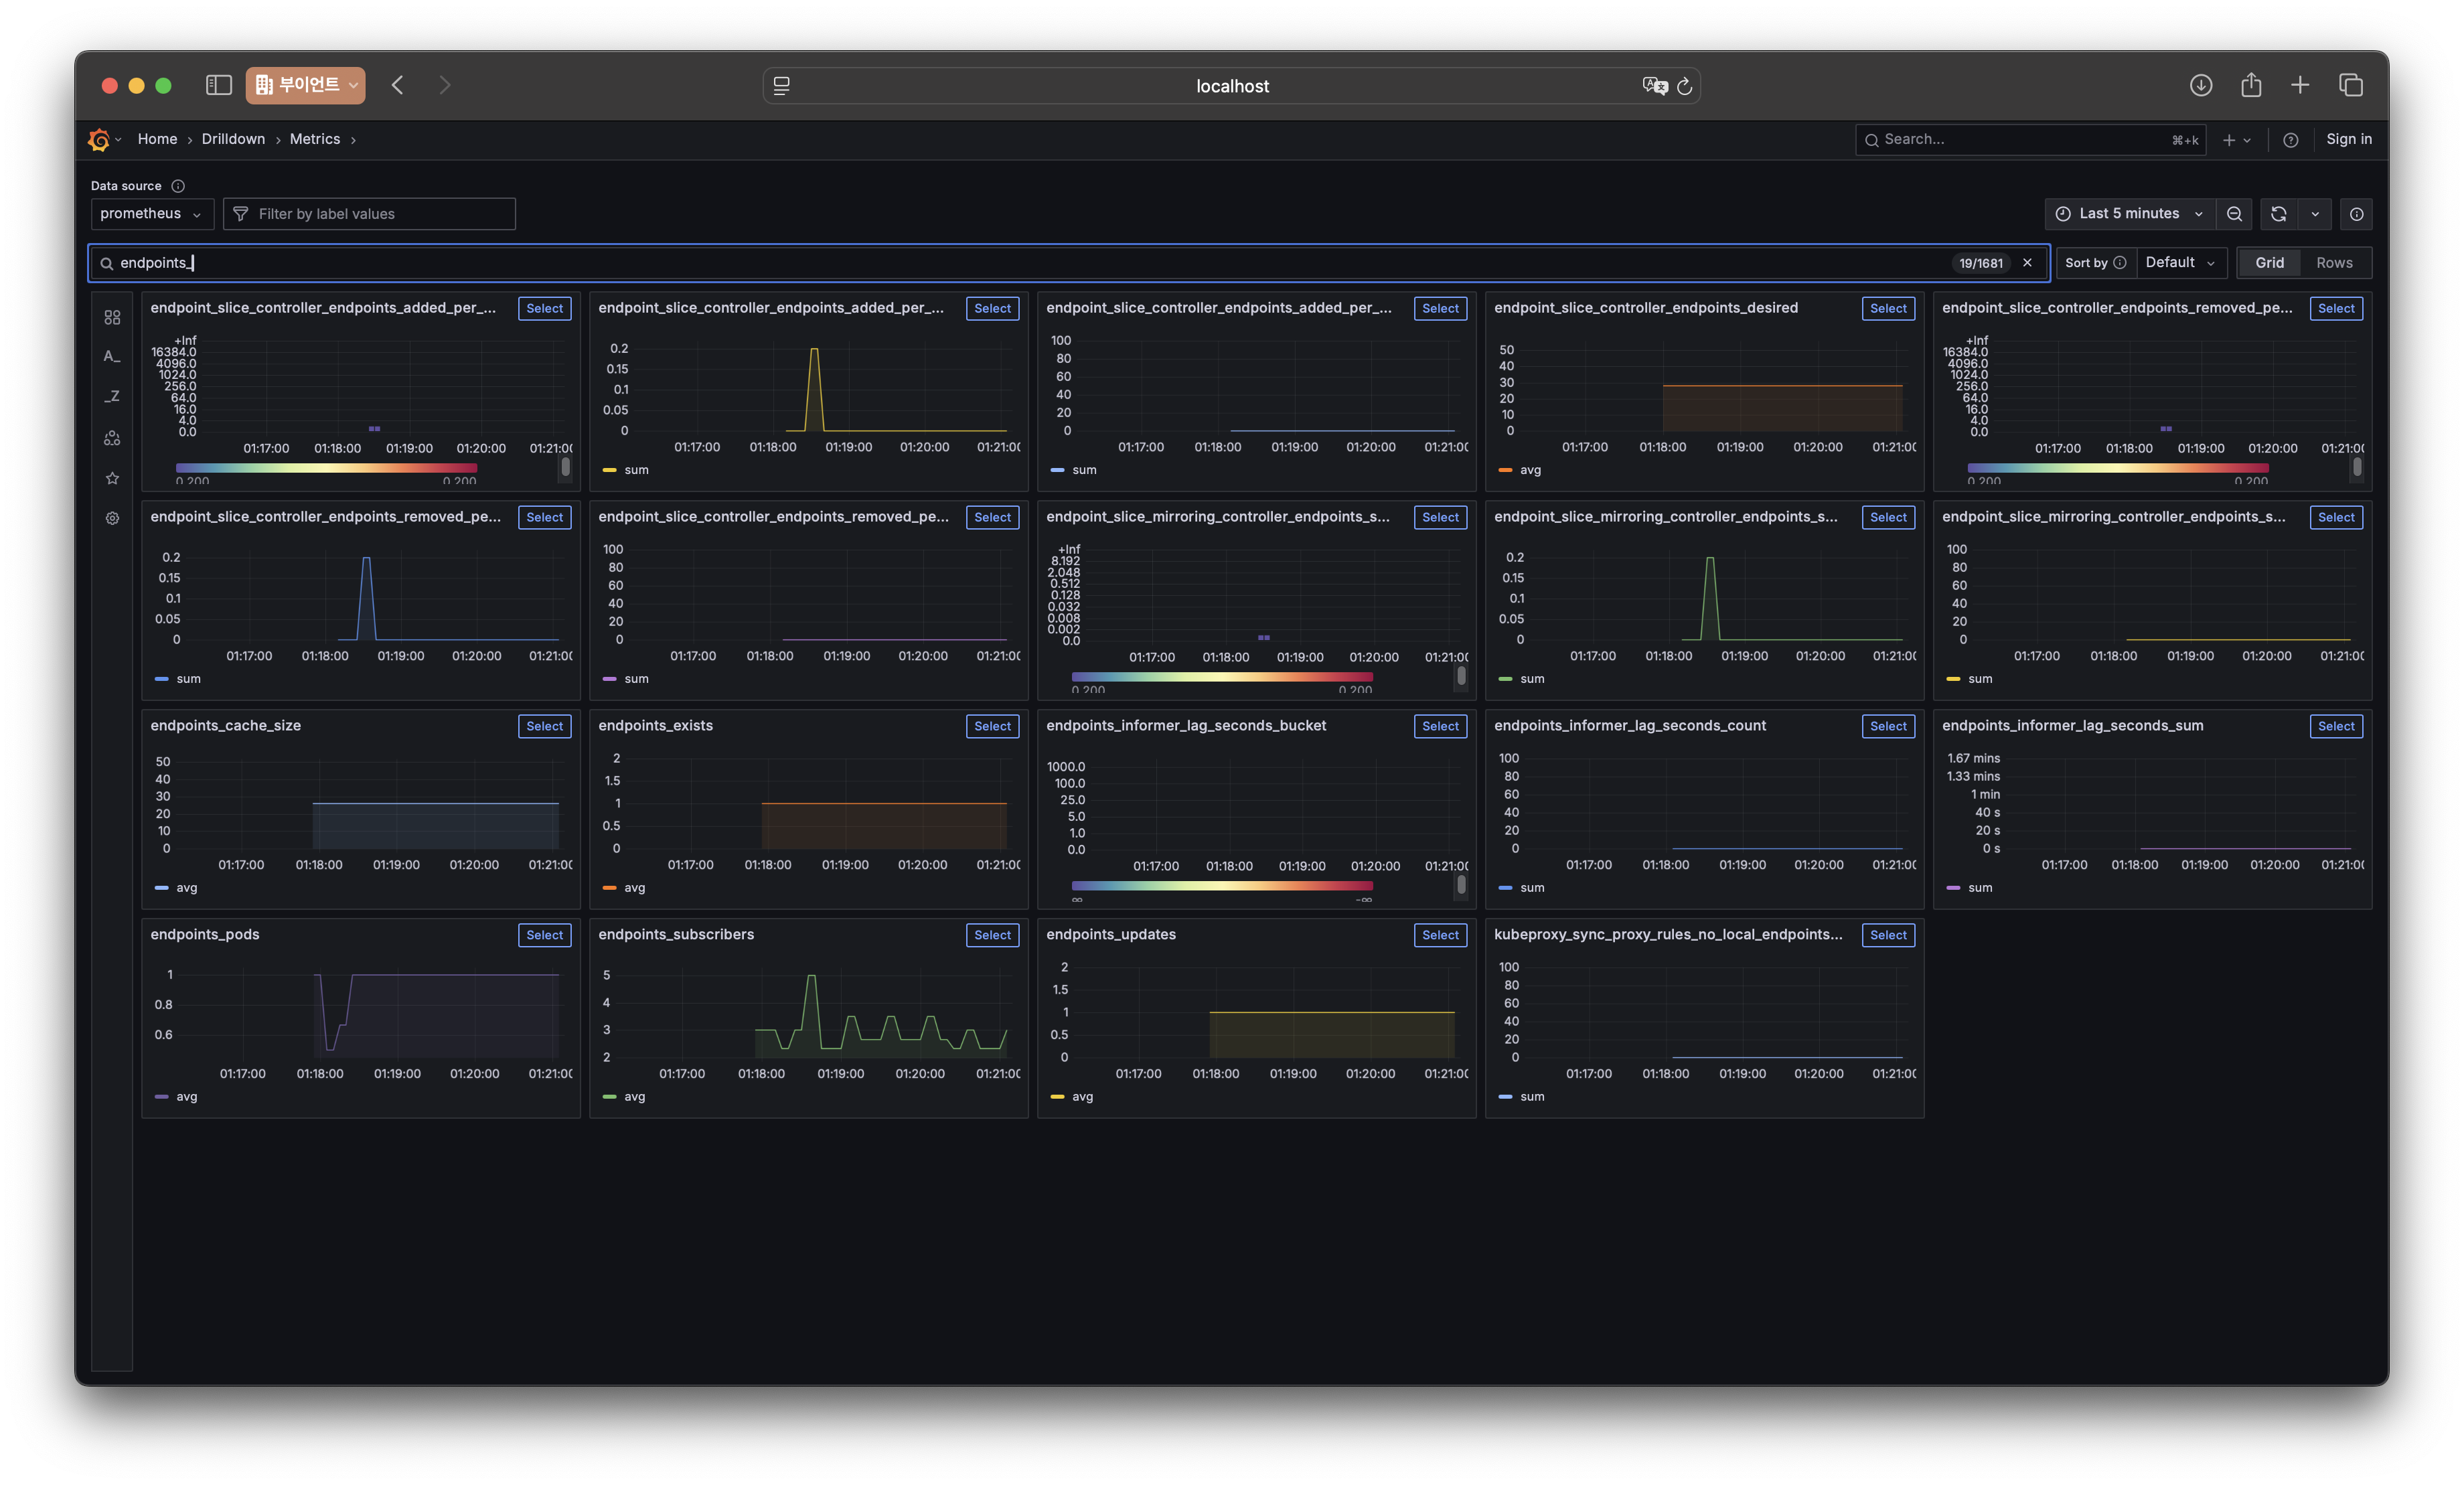 부이언트
localhost
Home › Drilldown › Metrics ›
Search...
⌘+k
Sign in
Data source
prometheus
Filter by label values
Last 5 minutes
endpoints_
19/1681
Sort by
Default
Grid
Rows
A_
_Z
endpoint_slice_controller_endpoints_added_per_...
Select
+Inf
16384.0
4096.0
1024.0
256.0
64.0
16.0
4.0
0.0
01:17:00 01:18:00 01:19:00 01:20:00 01:21:00
0.200 0.200
endpoint_slice_controller_endpoints_added_per_...
Select
0.2
0.15
0.1
0.05
0
01:17:00 01:18:00 01:19:00 01:20:00 01:21:00
sum
endpoint_slice_controller_endpoints_added_per_...
Select
100
80
60
40
20
0
01:17:00 01:18:00 01:19:00 01:20:00 01:21:00
sum
endpoint_slice_controller_endpoints_desired
Select
50
40
30
20
10
0
01:17:00 01:18:00 01:19:00 01:20:00 01:21:00
avg
endpoint_slice_controller_endpoints_removed_pe...
Select
+Inf
16384.0
4096.0
1024.0
256.0
64.0
16.0
4.0
0.0
01:17:00 01:18:00 01:19:00 01:20:00 01:21:00
0.200 0.200
endpoint_slice_controller_endpoints_removed_pe...
Select
0.2
0.15
0.1
0.05
0
01:17:00 01:18:00 01:19:00 01:20:00 01:21:00
sum
endpoint_slice_controller_endpoints_removed_pe...
Select
100
80
60
40
20
0
01:17:00 01:18:00 01:19:00 01:20:00 01:21:00
sum
endpoint_slice_mirroring_controller_endpoints_s...
Select
+Inf
8.192
2.048
0.512
0.128
0.032
0.008
0.002
0.0
01:17:00 01:18:00 01:19:00 01:20:00 01:21:00
0.200 0.200
endpoint_slice_mirroring_controller_endpoints_s...
Select
0.2
0.15
0.1
0.05
0
01:17:00 01:18:00 01:19:00 01:20:00 01:21:00
sum
endpoint_slice_mirroring_controller_endpoints_s...
Select
100
80
60
40
20
0
01:17:00 01:18:00 01:19:00 01:20:00 01:21:00
sum
endpoints_cache_size
Select
50
40
30
20
10
0
01:17:00 01:18:00 01:19:00 01:20:00 01:21:00
avg
endpoints_exists
Select
2
1.5
1
0.5
0
01:17:00 01:18:00 01:19:00 01:20:00 01:21:00
avg
endpoints_informer_lag_seconds_bucket
Select
1000.0
100.0
25.0
5.0
1.0
0.0
01:17:00 01:18:00 01:19:00 01:20:00 01:21:00
∞ -∞
endpoints_informer_lag_seconds_count
Select
100
80
60
40
20
0
01:17:00 01:18:00 01:19:00 01:20:00 01:21:00
sum
endpoints_informer_lag_seconds_sum
Select
1.67 mins
1.33 mins
1 min
40 s
20 s
0 s
01:17:00 01:18:00 01:19:00 01:20:00 01:21:00
sum
endpoints_pods
Select
1
0.8
0.6
01:17:00 01:18:00 01:19:00 01:20:00 01:21:00
avg
endpoints_subscribers
Select
5
4
3
2
01:17:00 01:18:00 01:19:00 01:20:00 01:21:00
avg
endpoints_updates
Select
2
1.5
1
0.5
0
01:17:00 01:18:00 01:19:00 01:20:00 01:21:00
avg
kubeproxy_sync_proxy_rules_no_local_endpoints...
Select
100
80
60
40
20
0
01:17:00 01:18:00 01:19:00 01:20:00 01:21:00
sum